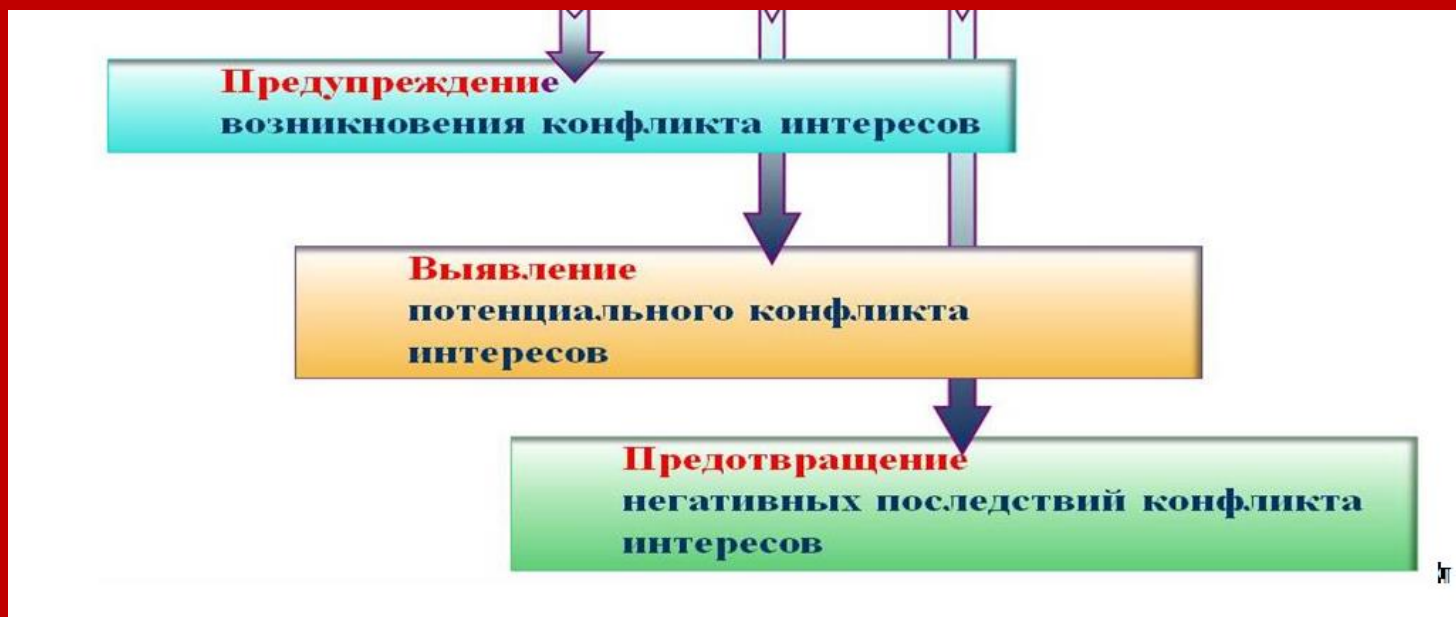 Предупреждение
возникновения конфликта интересов
Выявление
потенциального конфликта
интересов
Предотвращение
негативных последствий конфликта
интересов